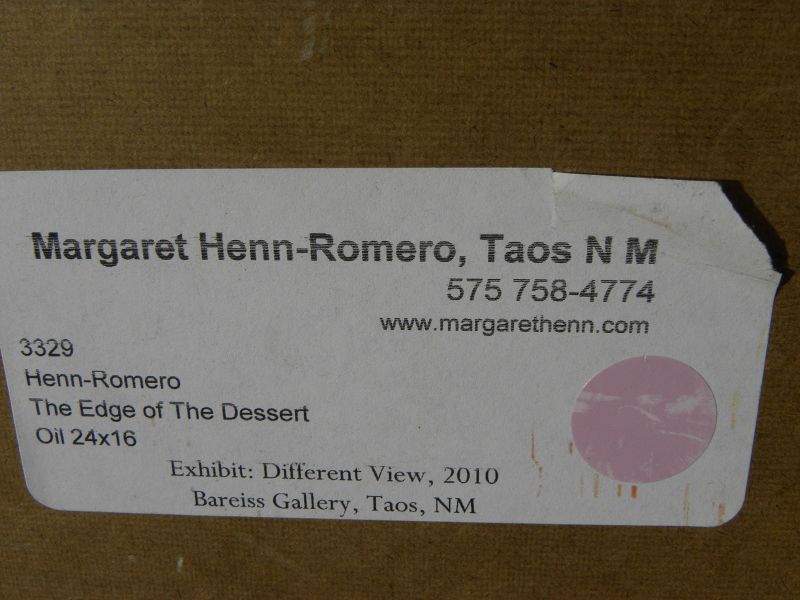 Margaret Henn-Romero, Taos N M
575 758-4774
www.margarethenn.com
3329
Henn-Romero
The Edge of The Dessert
Oil 24x16
Exhibit: Different View, 2010
Bareiss Gallery, Taos, NM